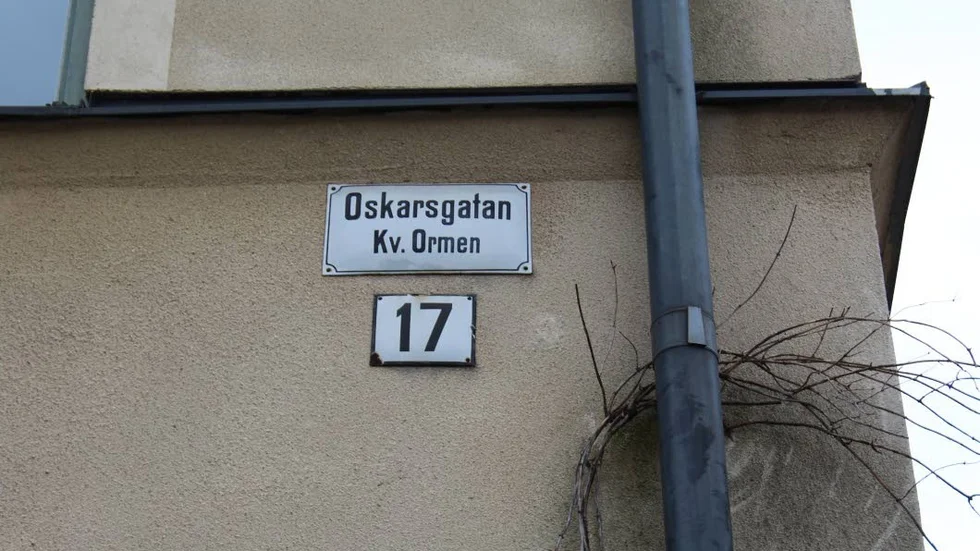 Oskarsgatan
Kv. Ormen
17